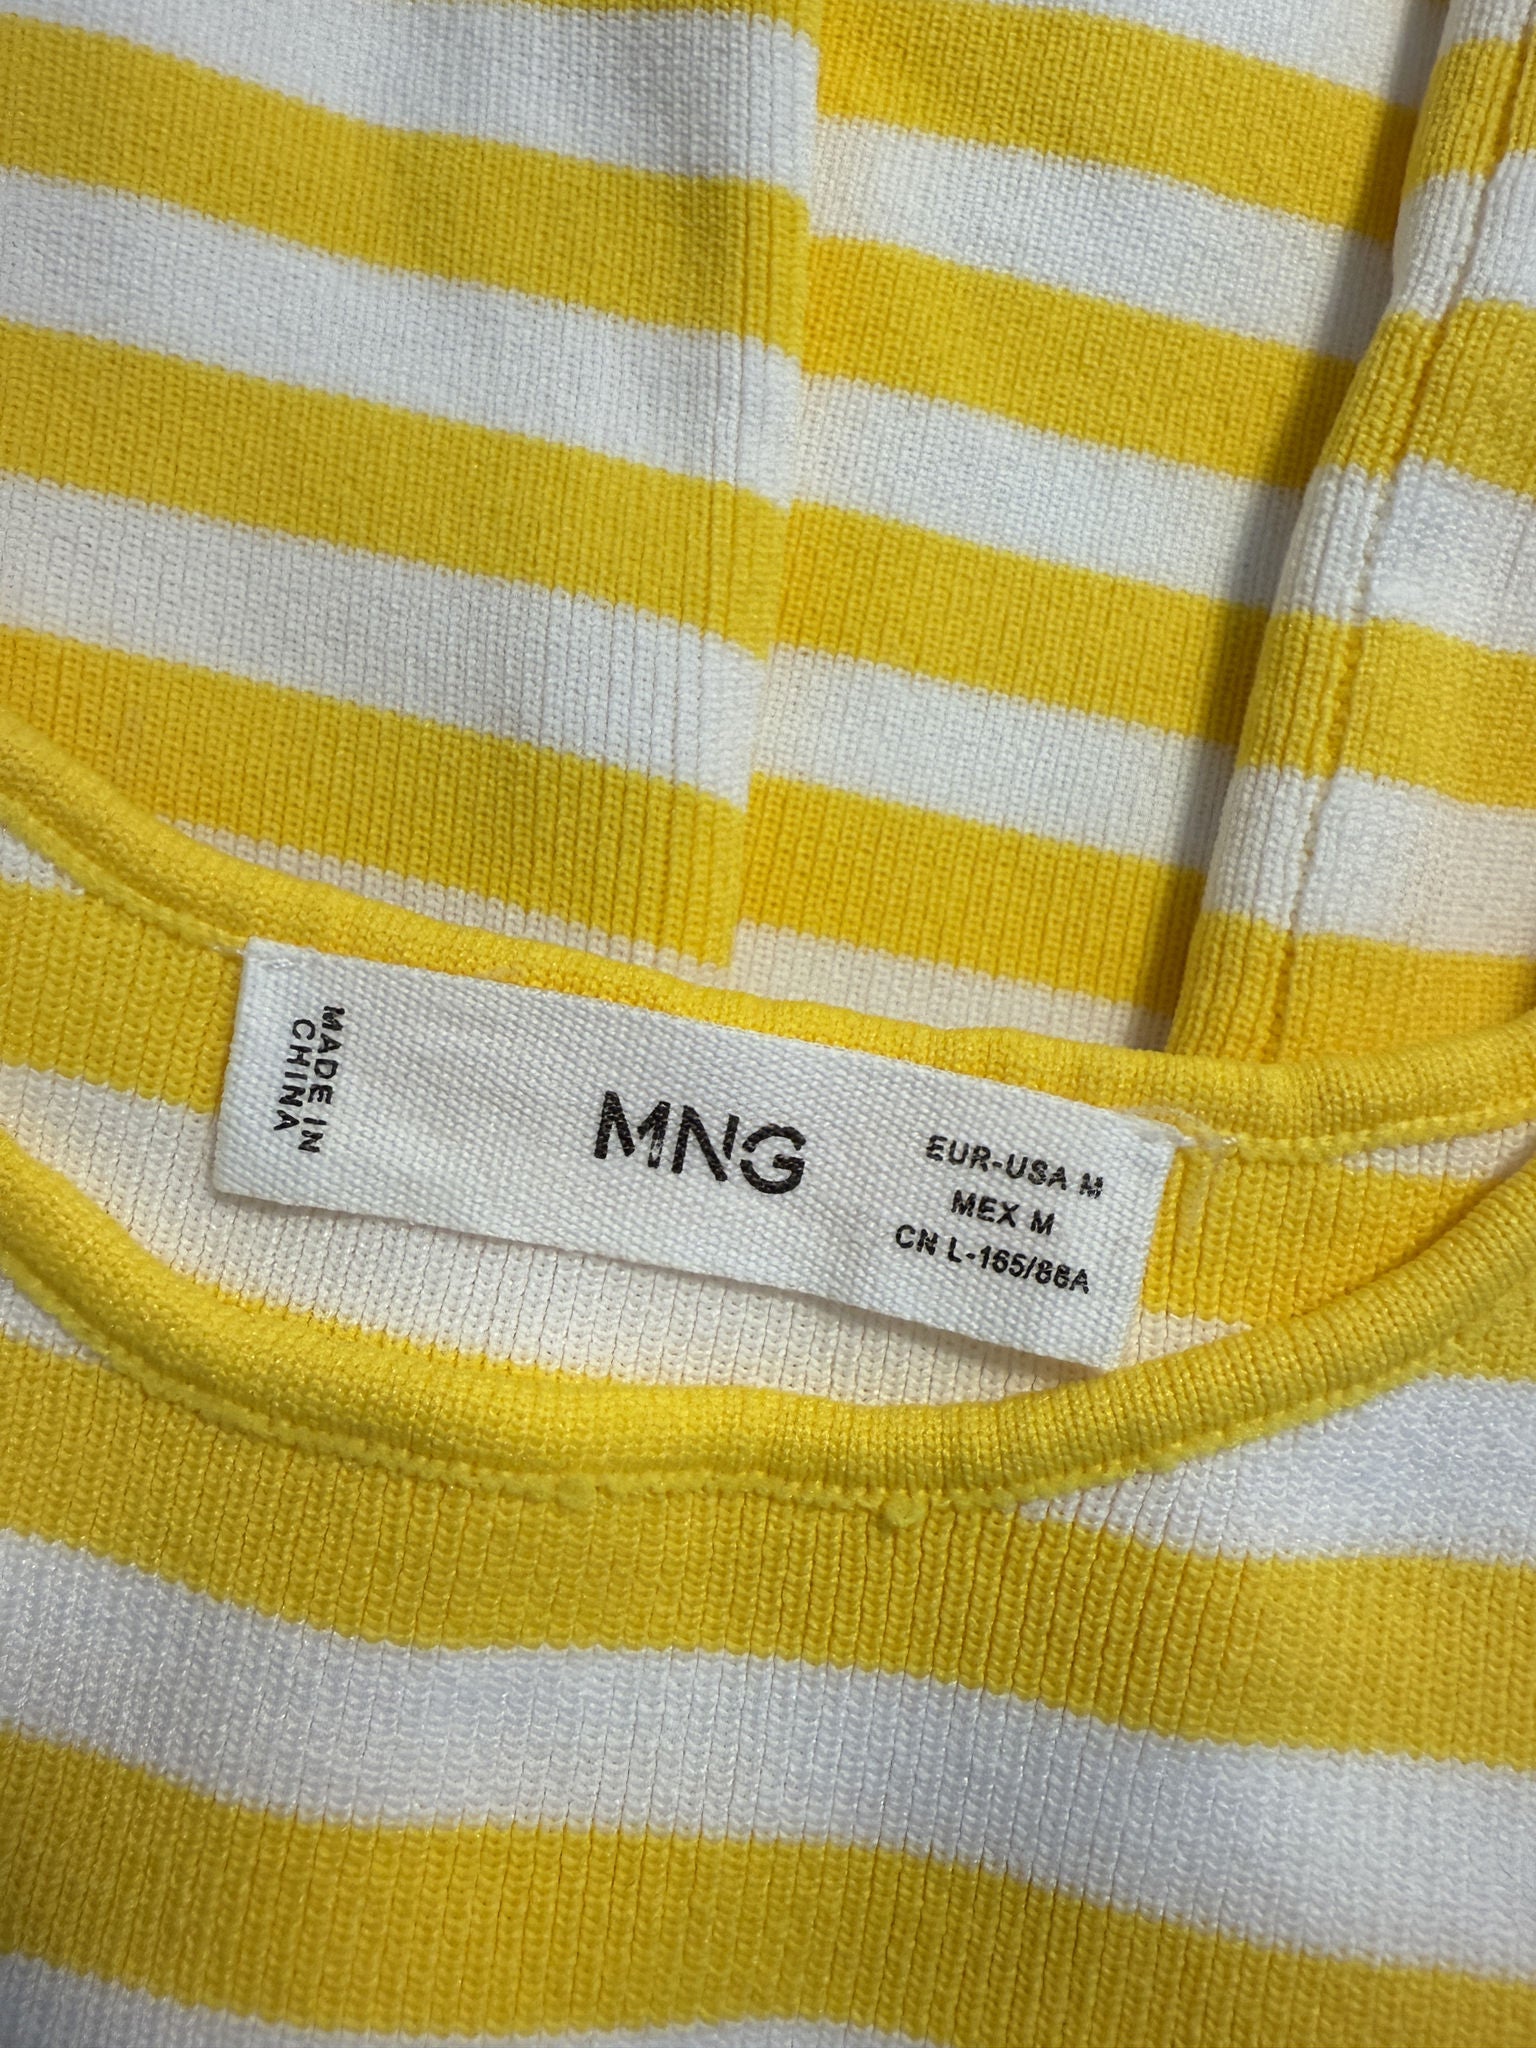 MADE IN
CHINA
MNG
EUR-USA M
MEX M
CN L-165/88A